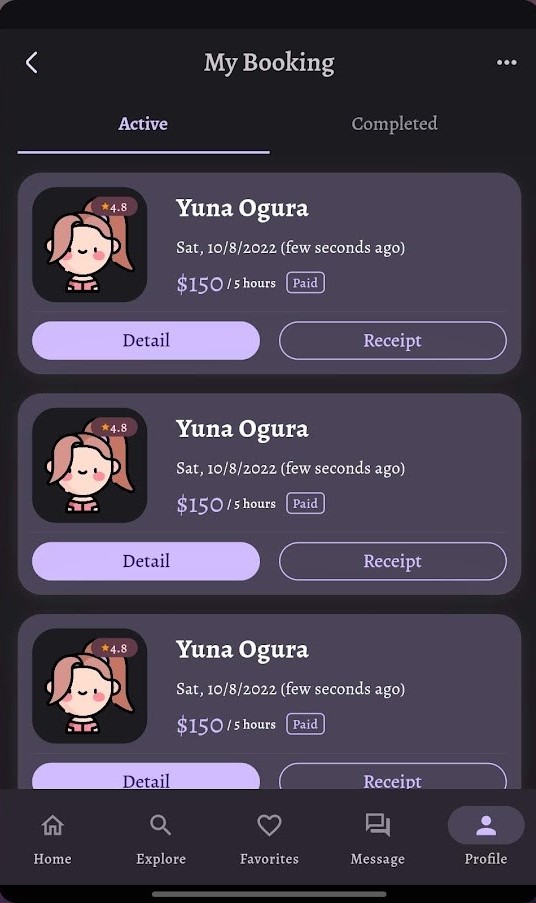 My Booking
Active
Completed
4.8
Yuna Ogura
Sat, 10/8/2022 (few seconds ago)
$150 / 5 hours Paid
Detail
Receipt
4.8
Yuna Ogura
Sat, 10/8/2022 (few seconds ago)
$150 / 5 hours Paid
Detail
Receipt
4.8
Yuna Ogura
Sat, 10/8/2022 (few seconds ago)
$150 / 5 hours Paid
Detail
Receipt
Home
Explore
Favorites
Message
Profile